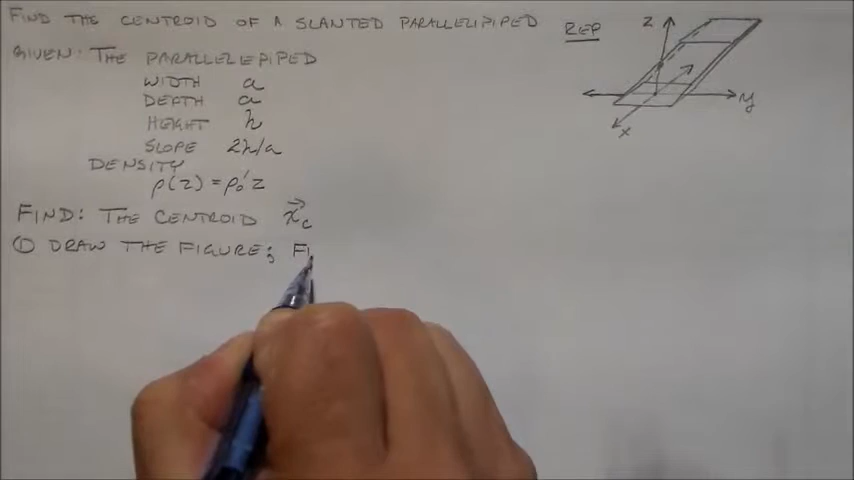 FIND THE CENTROID OF A SLANTED PARALLELIPIPED
GIVEN: THE PARALLELEPIPED
WIDTH a
DEPTH a
HEIGHT h
SLOPE 2h/a
DENSITY
ρ(z) = ρ₀'z
FIND: THE CENTROID x⃗c
① DRAW THE FIGURE; FI
REP
z
y
x